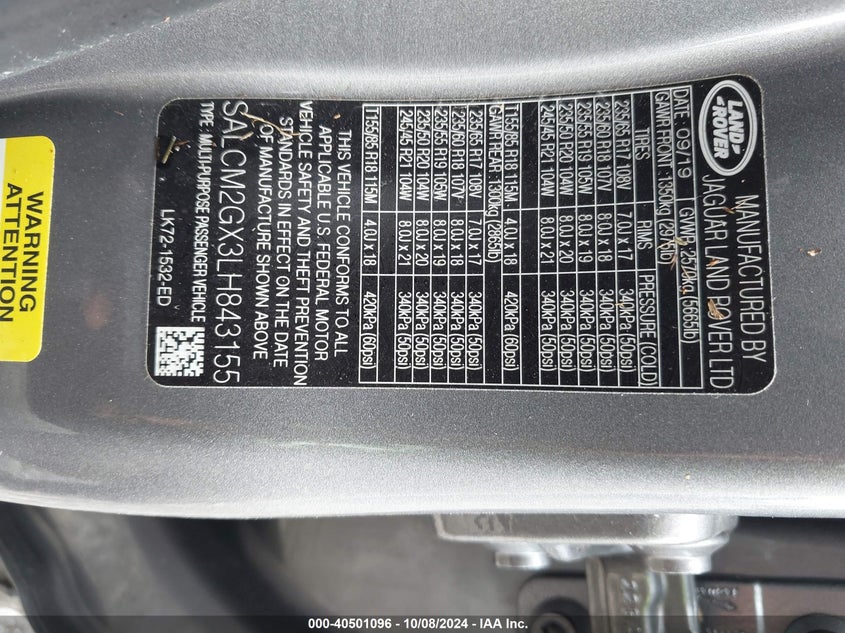 LAND
ROVER
MANUFACTURED BY
JAGUAR LAND ROVER LTD
DATE 09/19 GVWR 2570kg (5665lb)
GAWR FRONT 1350kg (2976lb)
TIRES RIMS PRESSURE (COLD)
235/65 R17 108V 7.0J x 17 340kPa (50psi)
235/60 R18 107V 8.0J x 18 340kPa (50psi)
235/55 R19 105W 8.0J x 19 340kPa (50psi)
235/50 R20 104W 8.0J x 20 340kPa (50psi)
245/45 R21 104W 8.0J x 21 340kPa (50psi)
T155/85 R18 115M 4.0J x 18 420kPa (60psi)
GAWR REAR 1300kg (2865lb)
235/65 R17 108V 7.0J x 17 340kPa (50psi)
235/60 R18 107V 8.0J x 18 340kPa (50psi)
235/55 R19 105W 8.0J x 19 340kPa (50psi)
235/50 R20 104W 8.0J x 20 340kPa (50psi)
245/45 R21 104W 8.0J x 21 340kPa (50psi)
T155/85 R18 115M 4.0J x 18 420kPa (60psi)
THIS VEHICLE CONFORMS TO ALL
APPLICABLE U.S. FEDERAL MOTOR
VEHICLE SAFETY AND THEFT PREVENTION
STANDARDS IN EFFECT ON THE DATE
OF MANUFACTURE SHOWN ABOVE
SALCM2GX3LH843155
TYPE : MULTI-PURPOSE PASSENGER VEHICLE
LK72-1532-ED
WARNING
ATTENTION
000-40501096 - 10/08/2024 - IAA Inc.